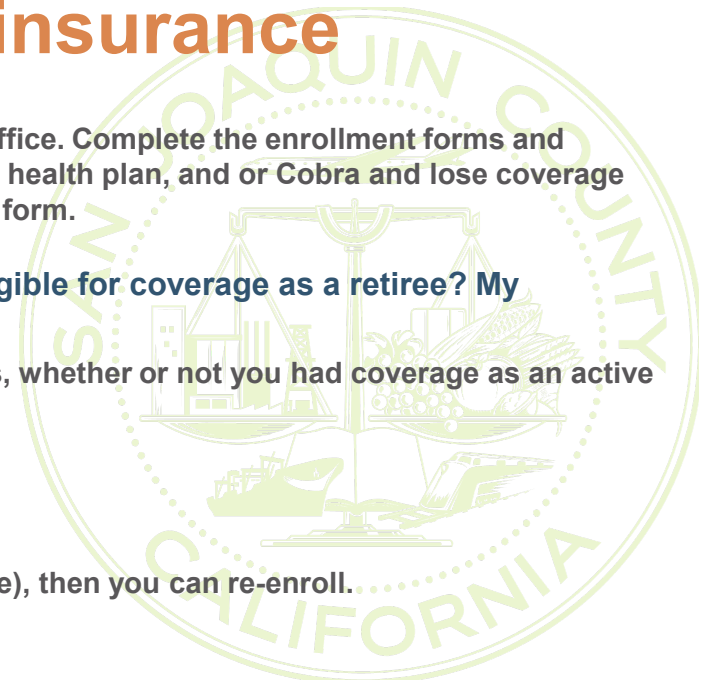 insurance
ffice. Complete the enrollment forms and
health plan, and or Cobra and lose coverage
form.
gible for coverage as a retiree? My
s, whether or not you had coverage as an active
e), then you can re-enroll.
SAN JOAQUIN COUNTY
CALIFORNIA